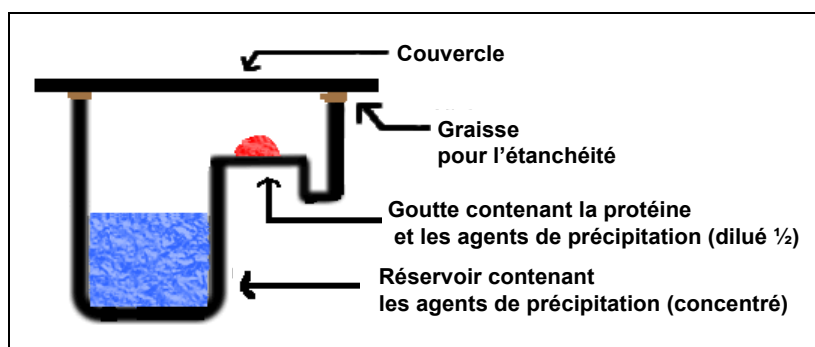 Couvercle
Graisse
pour l'étanchéité
Goutte contenant la protéine
et les agents de précipitation (dilué ½)
Réservoir contenant
les agents de précipitation (concentré)